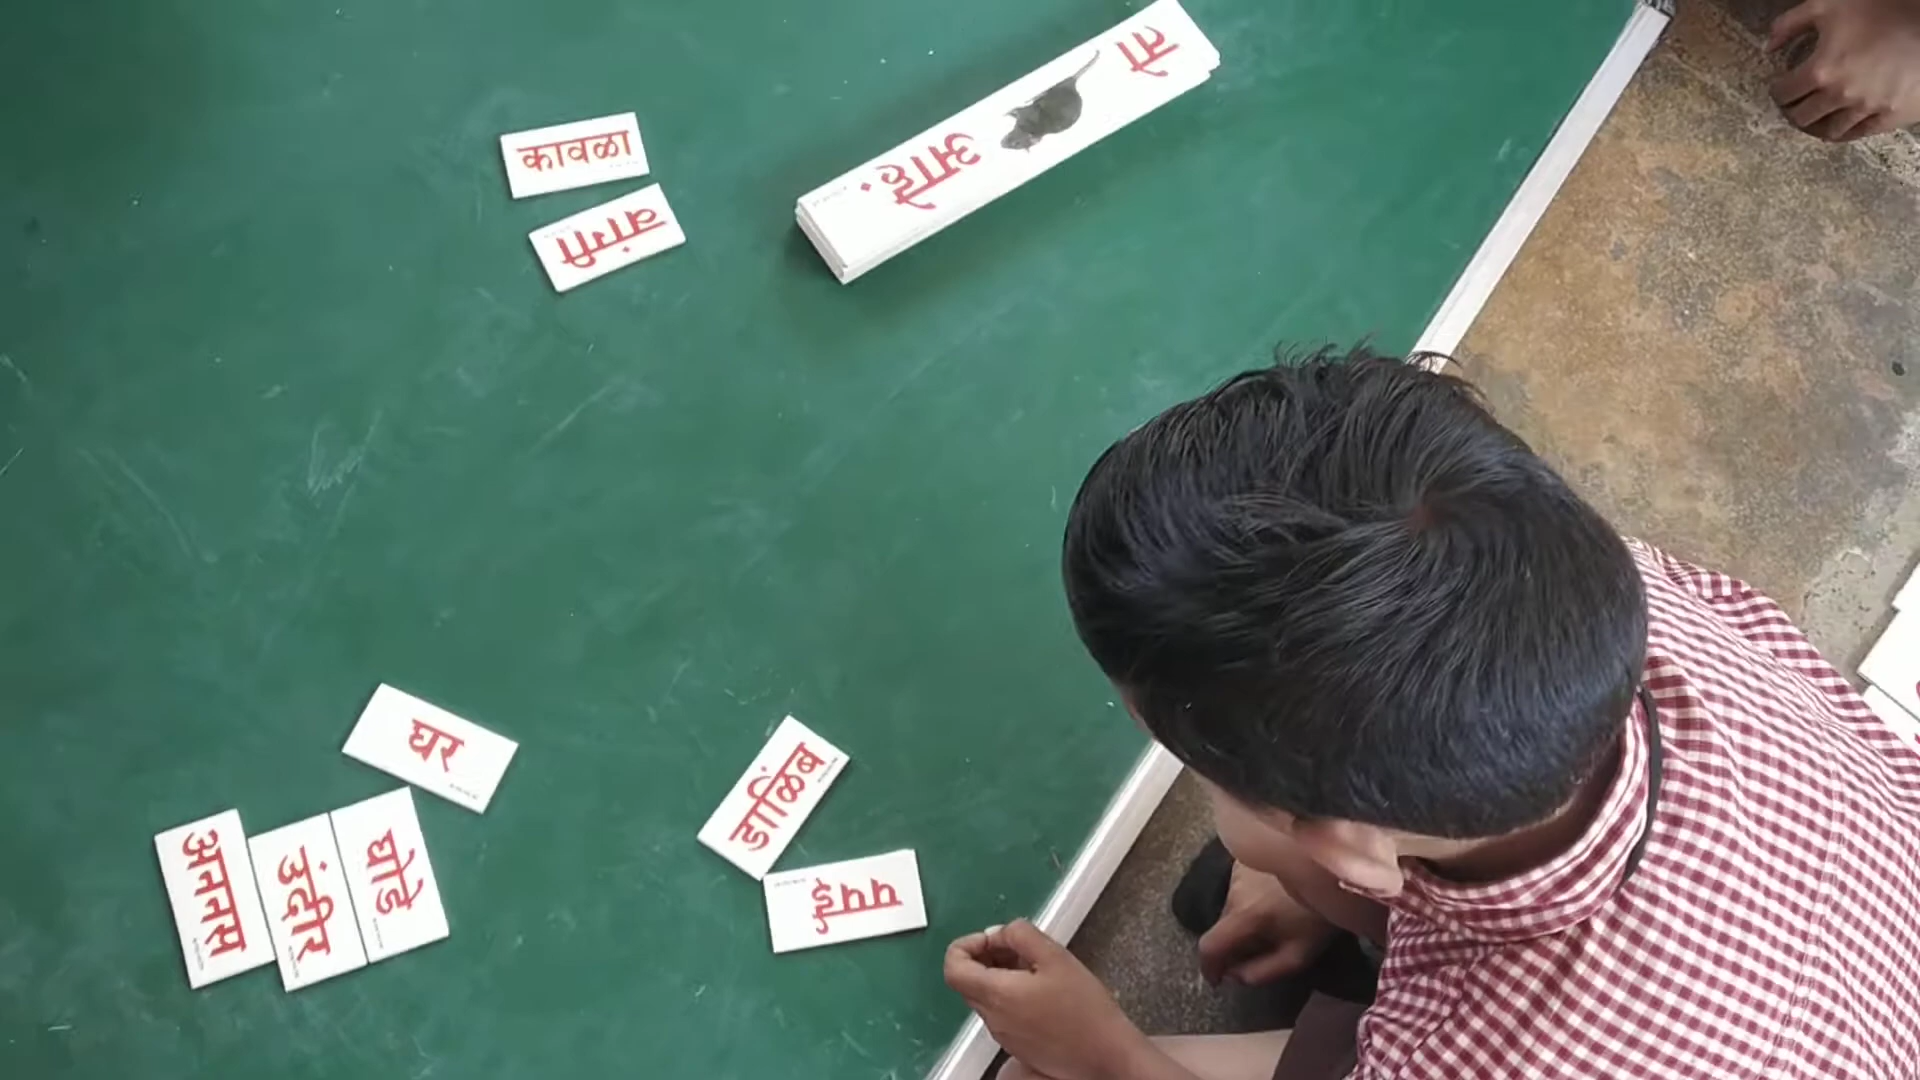 तो आहे.
कावळा
वांगी
घर
डाळिंब
अननस
उंदीर
घोडे
पपई